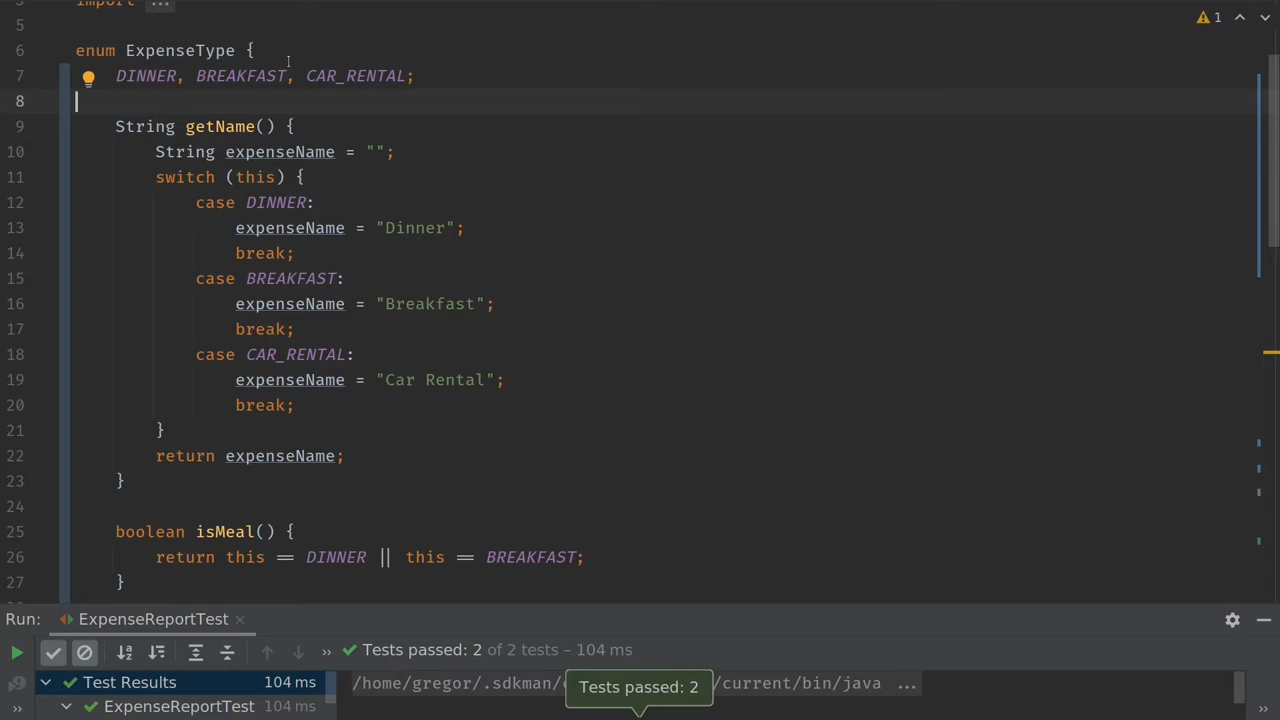 3 import ...
5
6 enum ExpenseType {
7 DINNER, BREAKFAST, CAR_RENTAL;
8
9 String getName() {
10 String expenseName = "";
11 switch (this) {
12 case DINNER:
13 expenseName = "Dinner";
14 break;
15 case BREAKFAST:
16 expenseName = "Breakfast";
17 break;
18 case CAR_RENTAL:
19 expenseName = "Car Rental";
20 break;
21 }
22 return expenseName;
23 }
24
25 boolean isMeal() {
26 return this == DINNER || this == BREAKFAST;
27 }
1
Run: ExpenseReportTest
Tests passed: 2 of 2 tests – 104 ms
Test Results 104 ms
/home/gregor/.sdkman/ /current/bin/java ...
Tests passed: 2
ExpenseReportTest 104 ms